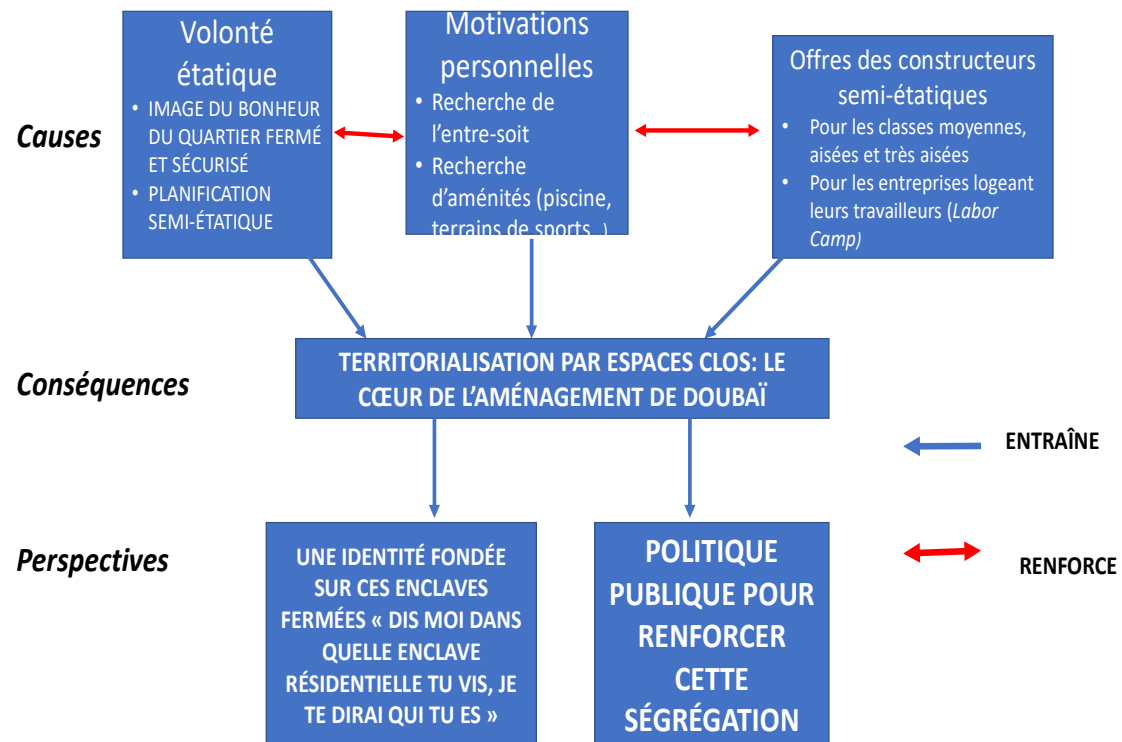 Causes
Volonté
étatique
• IMAGE DU BONHEUR
DU QUARTIER FERMÉ
ET SÉCURISÉ
• PLANIFICATION
SEMI-ÉTATIQUE
Motivations
personnelles
• Recherche de
l'entre-soit
• Recherche
d'aménités (piscine,
terrains de sports..)
Offres des constructeurs
semi-étatiques
• Pour les classes moyennes,
aisées et très aisées
• Pour les entreprises logeant
leurs travailleurs (Labor
Camp)
Conséquences
TERRITORIALISATION PAR ESPACES CLOS: LE
CŒUR DE L'AMÉNAGEMENT DE DOUBAÏ
ENTRAÎNE
RENFORCE
Perspectives
UNE IDENTITÉ FONDÉE
SUR CES ENCLAVES
FERMÉES « DIS MOI DANS
QUELLE ENCLAVE
RÉSIDENTIELLE TU VIS, JE
TE DIRAI QUI TU ES »
POLITIQUE
PUBLIQUE POUR
RENFORCER
CETTE
SÉGRÉGATION